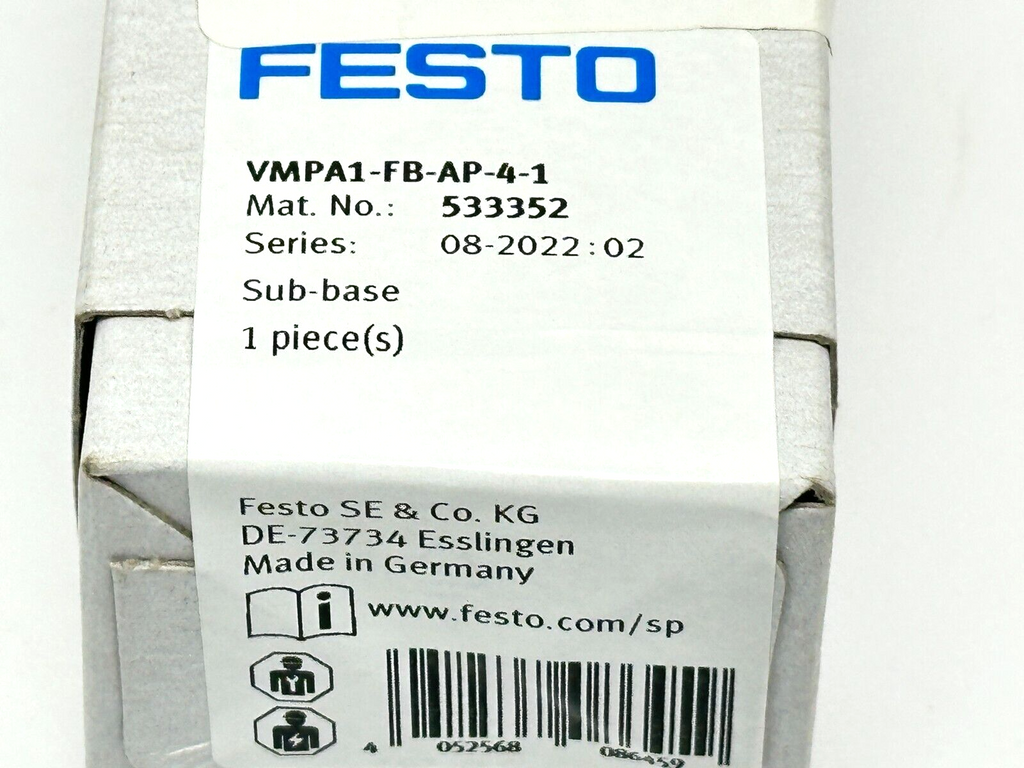 FESTO
VMPA1-FB-AP-4-1
Mat. No.: 533352
Series: 08-2022:02
Sub-base
1 piece(s)
Festo SE & Co. KG
DE-73734 Esslingen
Made in Germany
i www.festo.com/sp
4 052568 086459